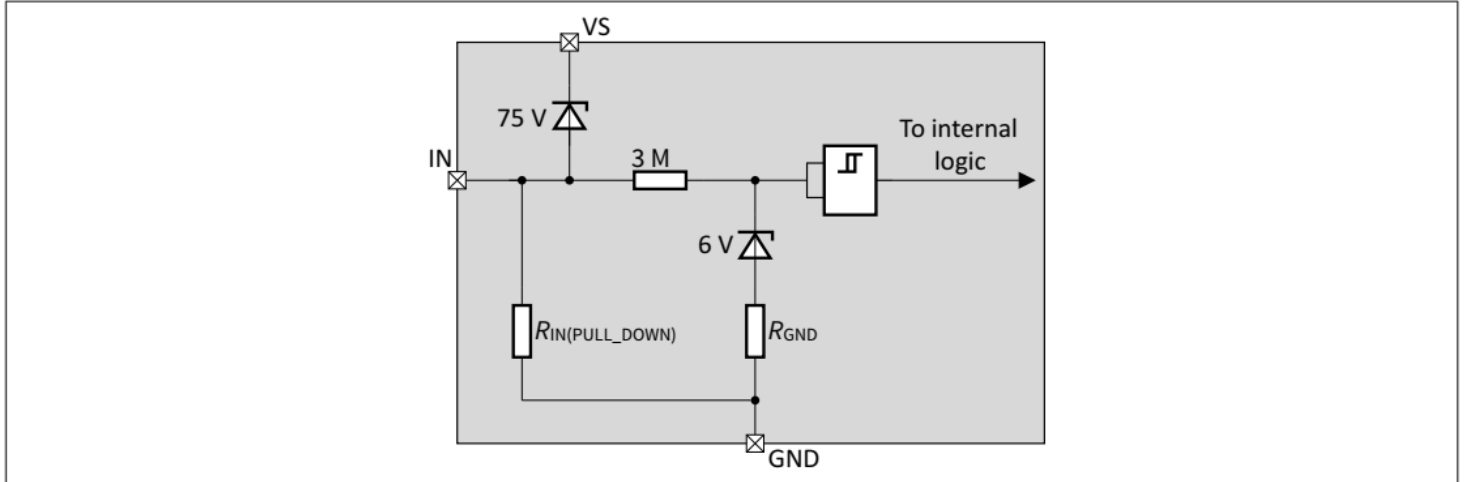 VS
75 V
To internal
logic
IN
3 M
6 V
RIN(PULL_DOWN)
RGND
GND